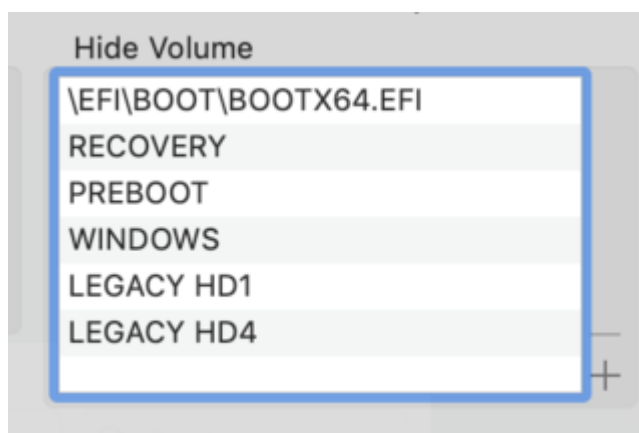 Hide Volume
\EFI\BOOT\BOOTX64.EFI
RECOVERY
PREBOOT
WINDOWS
LEGACY HD1
LEGACY HD4
+